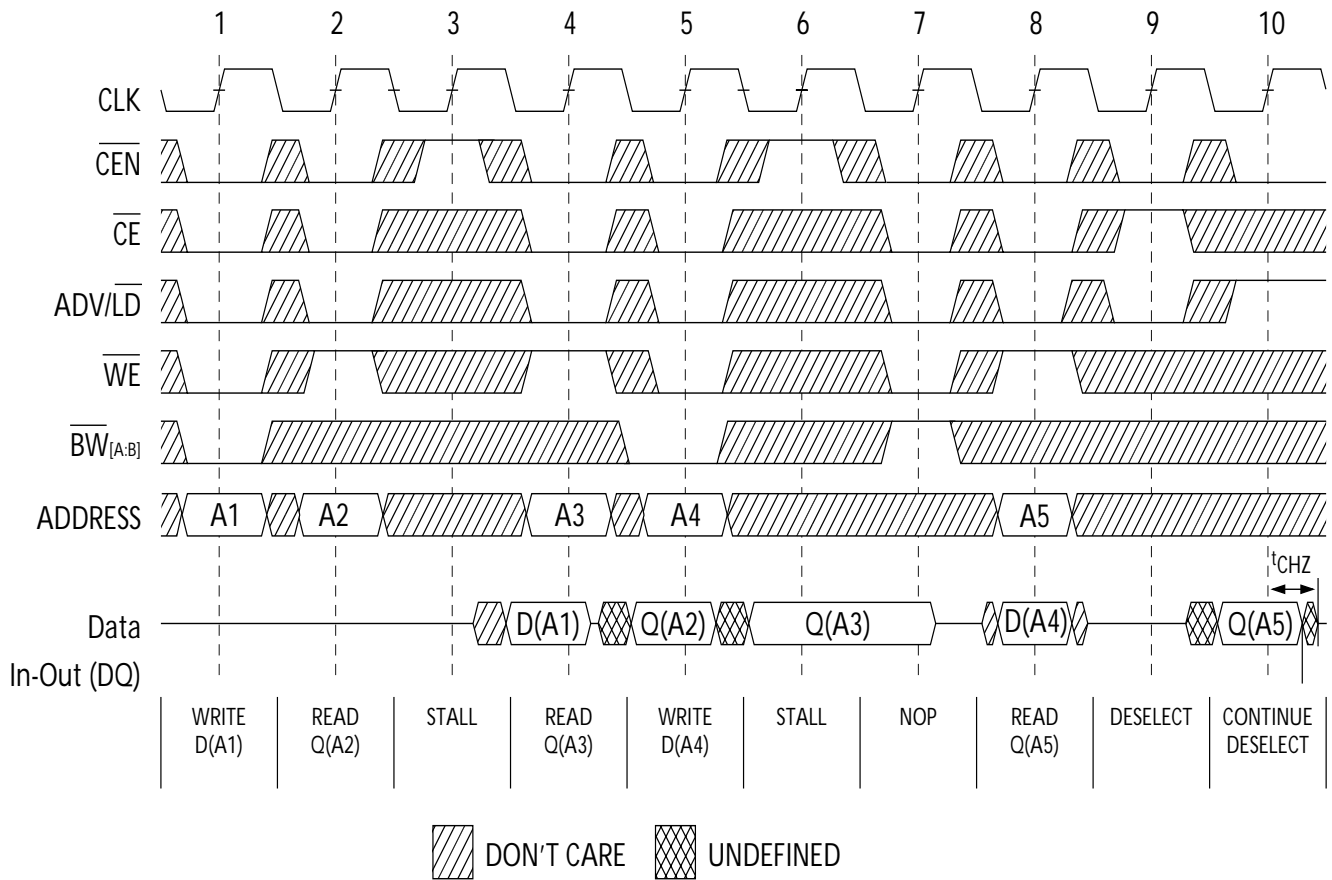 1 2 3 4 5 6 7 8 9 10
CLK
CEN
CE
ADV/LD
WE
BW[A:B]
ADDRESS A1 A2 A3 A4 A5
tCHZ
Data D(A1) Q(A2) Q(A3) D(A4) Q(A5)
In-Out (DQ)
WRITE READ STALL READ WRITE STALL NOP READ DESELECT CONTINUE
D(A1) Q(A2) Q(A3) D(A4) Q(A5) DESELECT
DON'T CARE UNDEFINED